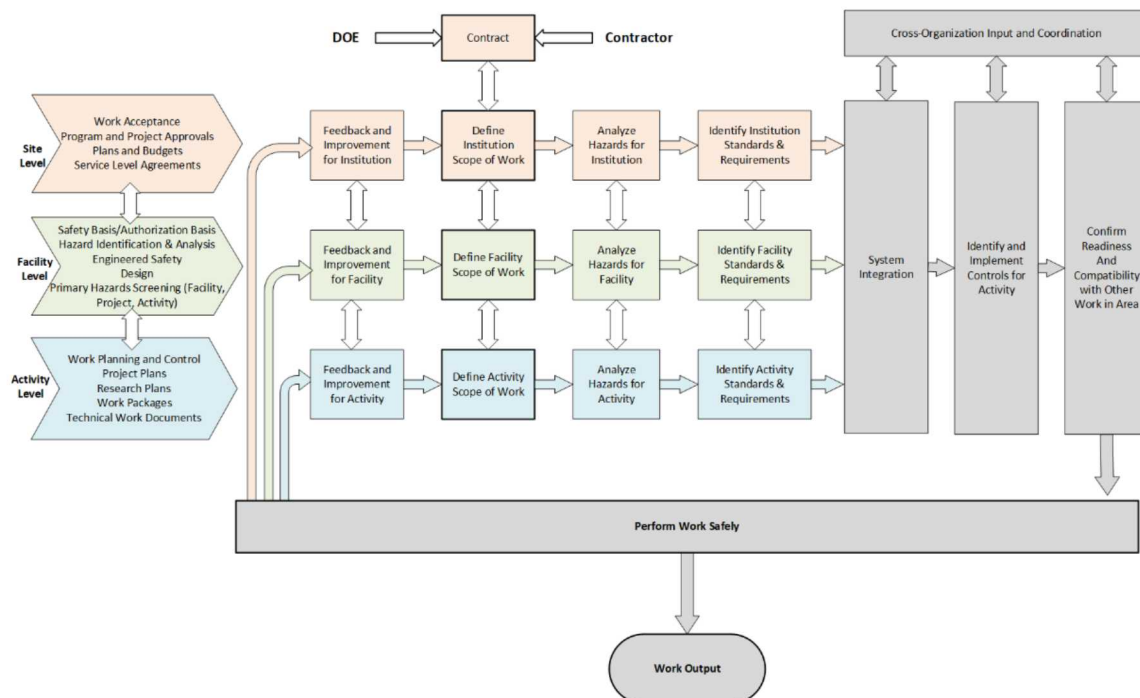 DOE
Contract
Contractor
Cross-Organization Input and Coordination
Site
Level
Work Acceptance
Program and Project Approvals
Plans and Budgets
Service Level Agreements
Feedback and
Improvement
for Institution
Define
Institution
Scope of Work
Analyze
Hazards for
Institution
Identify Institution
Standards &
Requirements
Facility
Level
Safety Basis/Authorization Basis
Hazard Identification & Analysis
Engineered Safety
Design
Primary Hazards Screening (Facility,
Project, Activity)
Feedback and
Improvement
for Facility
Define Facility
Scope of Work
Analyze
Hazards for
Facility
Identify Facility
Standards &
Requirements
System
Integration
Identify and
Implement
Controls for
Activity
Confirm
Readiness
And
Compatibility
with Other
Work in Area
Activity
Level
Work Planning and Control
Project Plans
Research Plans
Work Packages
Technical Work Documents
Feedback and
Improvement
for Activity
Define Activity
Scope of Work
Analyze
Hazards for
Activity
Identify Activity
Standards &
Requirements
Perform Work Safely
Work Output